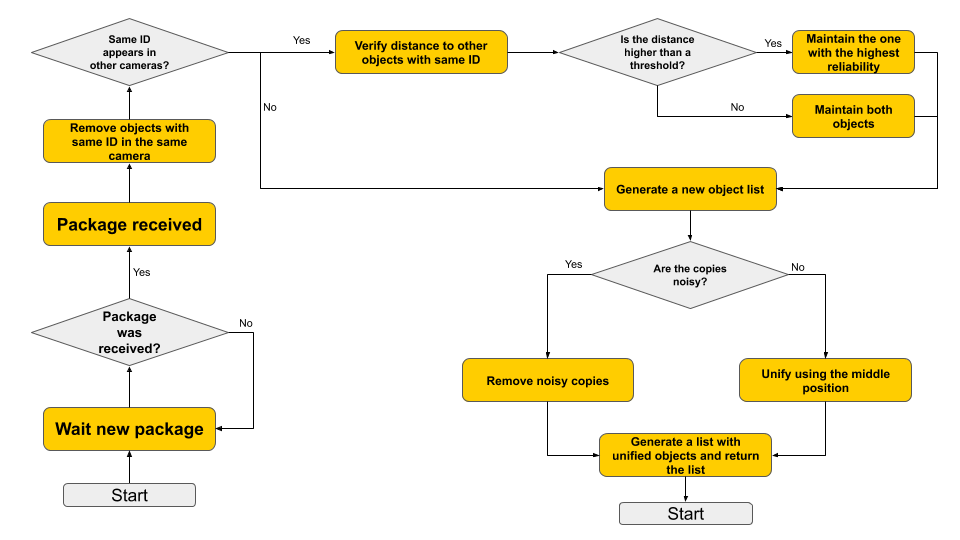 Same ID
appears in
other cameras?
Yes
No
Verify distance to other
objects with same ID
Is the distance
higher than a
threshold?
Yes
No
Maintain the one
with the highest
reliability
Maintain both
objects
Remove objects with
same ID in the same
camera
Package received
Yes
Package
was
received?
No
Wait new package
Start
Generate a new object list
Are the copies
noisy?
Yes
No
Remove noisy copies
Unify using the middle
position
Generate a list with
unified objects and return
the list
Start